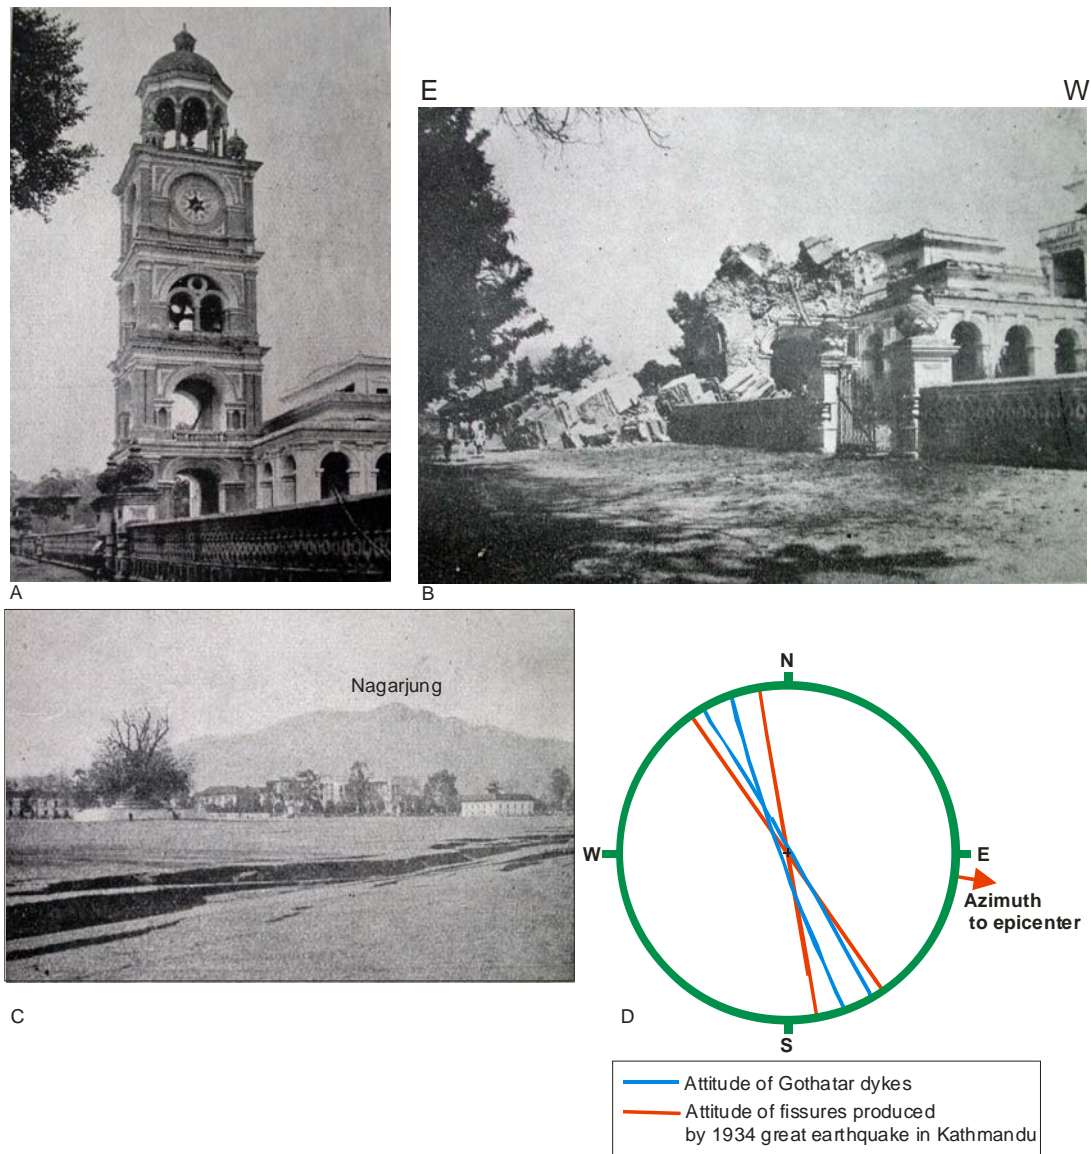 E
W
A
B
Nagarjung
C
N
W
E
Azimuth
to epicenter
D
S
Attitude of Gothatar dykes
Attitude of fissures produced
by 1934 great earthquake in Kathmandu